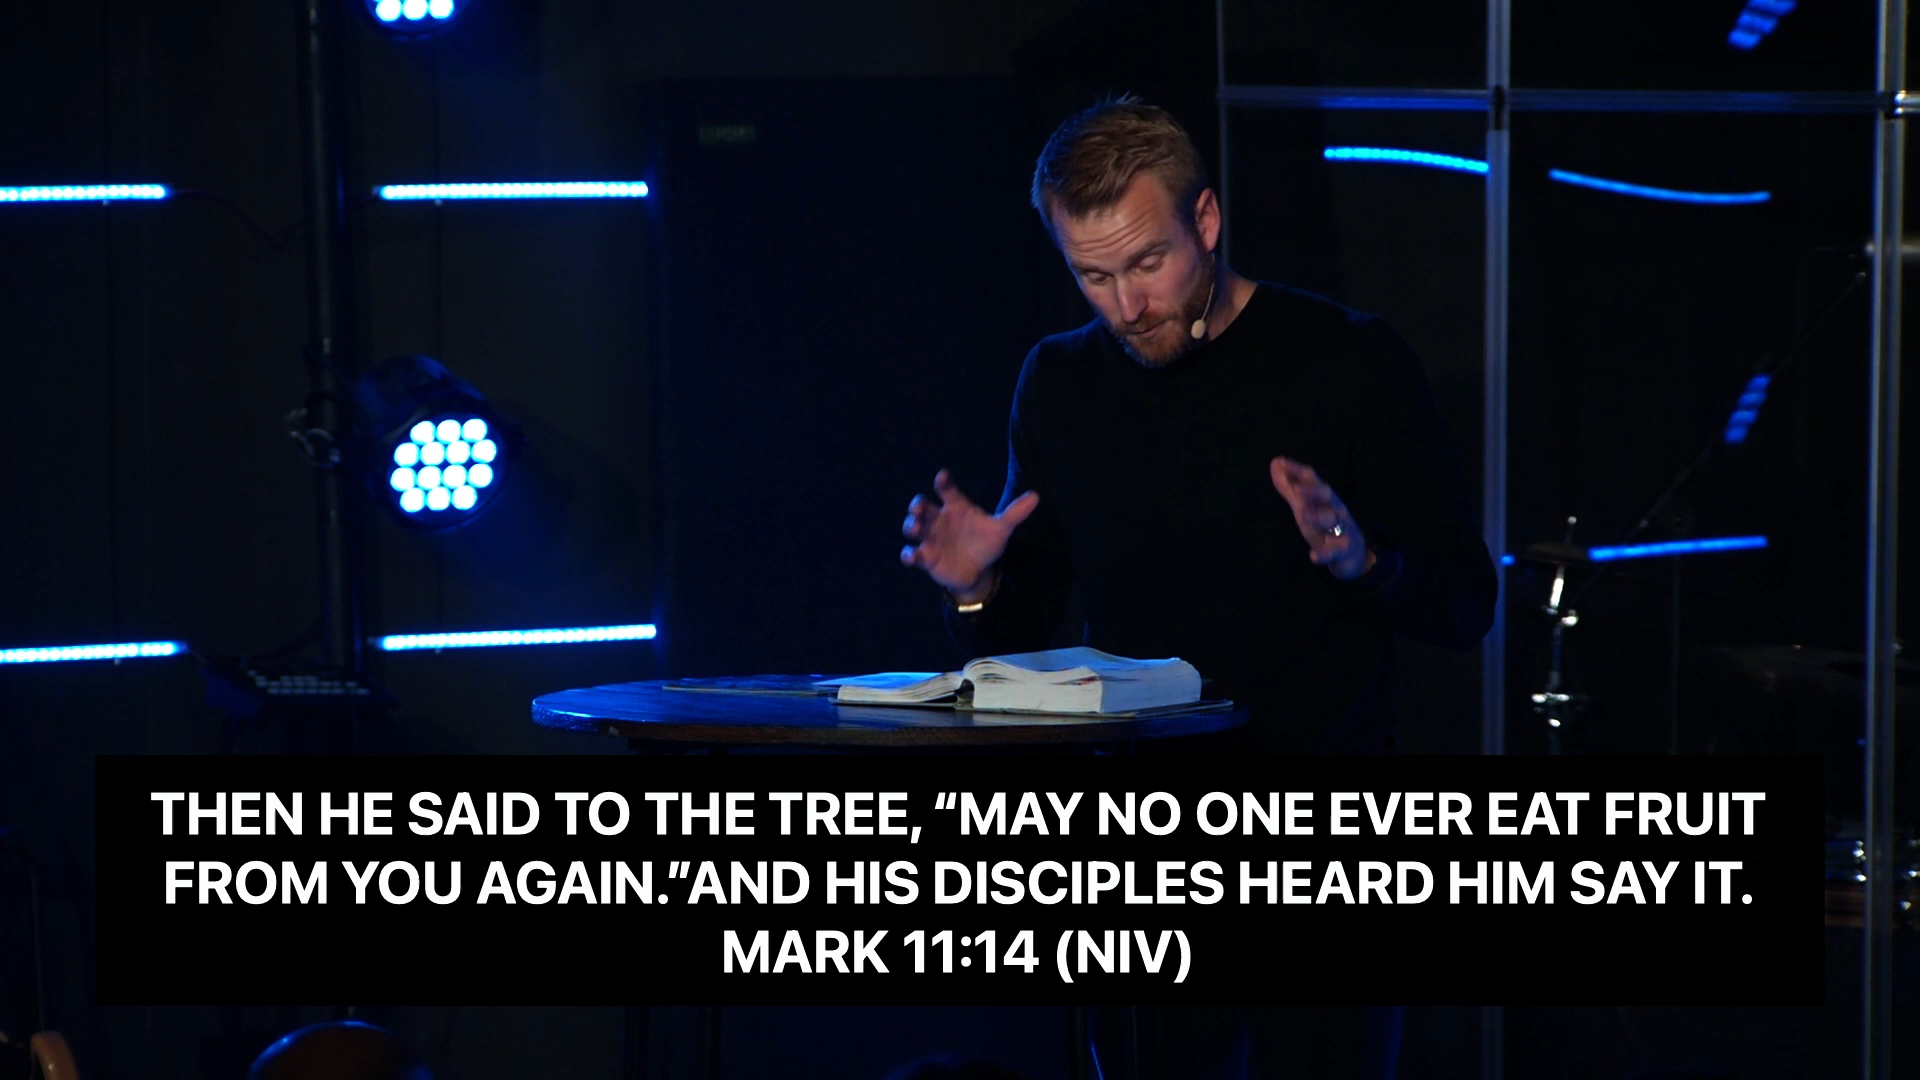 THEN HE SAID TO THE TREE, “MAY NO ONE EVER EAT FRUIT
FROM YOU AGAIN.”AND HIS DISCIPLES HEARD HIM SAY IT.
MARK 11:14 (NIV)